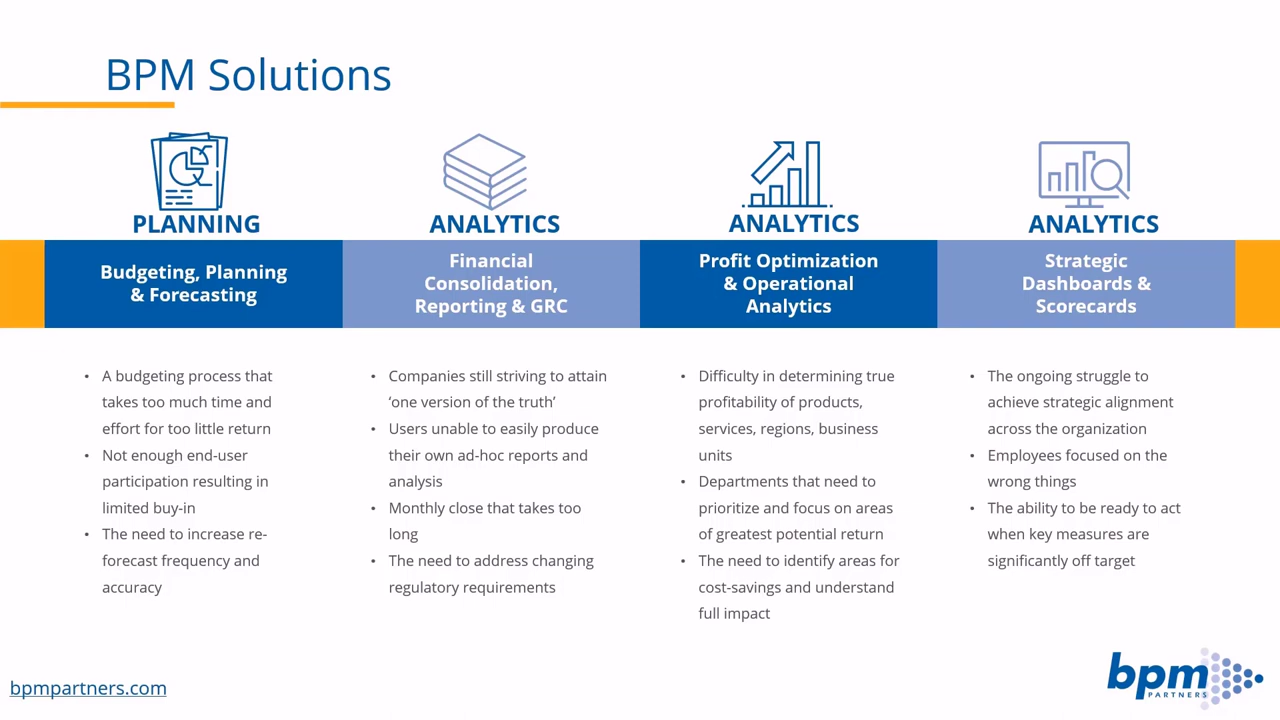 BPM Solutions
PLANNING
Budgeting, Planning
& Forecasting
• A budgeting process that
takes too much time and
effort for too little return
• Not enough end-user
participation resulting in
limited buy-in
• The need to increase re-
forecast frequency and
accuracy
ANALYTICS
Financial
Consolidation,
Reporting & GRC
• Companies still striving to attain
‘one version of the truth’
• Users unable to easily produce
their own ad-hoc reports and
analysis
• Monthly close that takes too
long
• The need to address changing
regulatory requirements
ANALYTICS
Profit Optimization
& Operational
Analytics
• Difficulty in determining true
profitability of products,
services, regions, business
units
• Departments that need to
prioritize and focus on areas
of greatest potential return
• The need to identify areas for
cost-savings and understand
full impact
ANALYTICS
Strategic
Dashboards &
Scorecards
• The ongoing struggle to
achieve strategic alignment
across the organization
• Employees focused on the
wrong things
• The ability to be ready to act
when key measures are
significantly off target
bpmpartners.com
bpm
PARTNERS